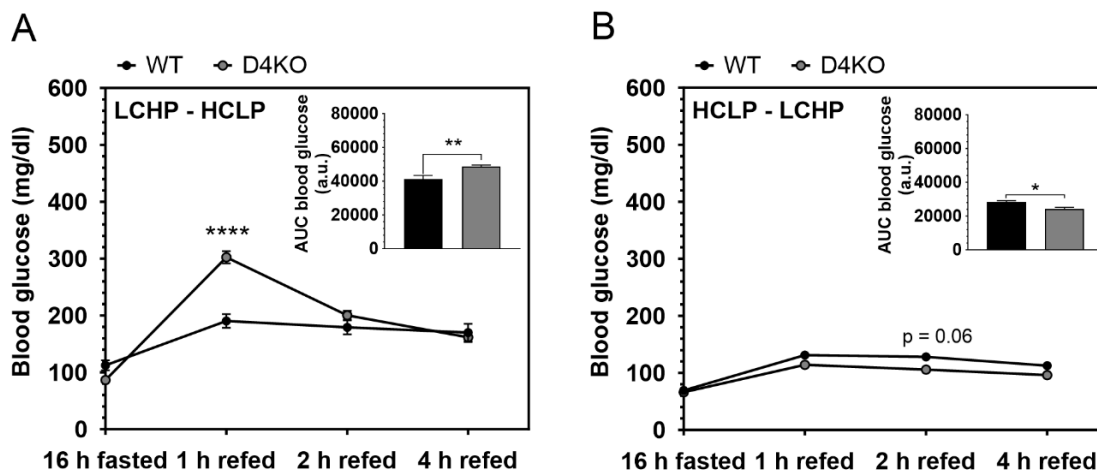 A
WT D4KO
LCHP - HCLP
Blood glucose (mg/dl)
600
500
400
300
200
100
0
16 h fasted 1 h refed 2 h refed 4 h refed
****
AUC blood glucose
(a.u.)
80000
60000
40000
20000
0
**
B
WT D4KO
HCLP - LCHP
Blood glucose (mg/dl)
600
500
400
300
200
100
0
16 h fasted 1 h refed 2 h refed 4 h refed
p = 0.06
AUC blood glucose
(a.u.)
80000
60000
40000
20000
0
*